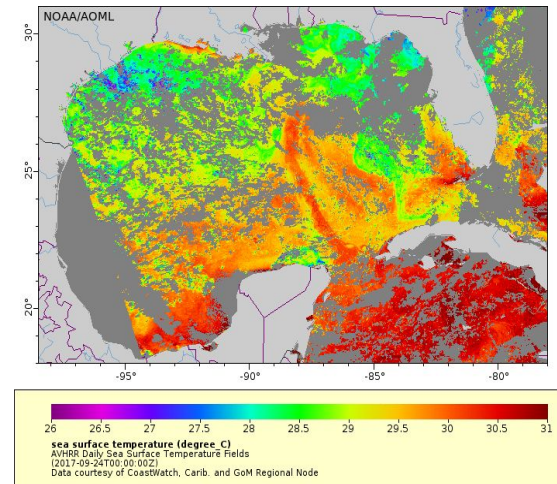 NOAA/AOML
30°
25°
20°
-95 -90 -85 -80
26 26.5 27 27.5 28 28.5 29 29.5 30 30.5 31
sea surface temperature (degree_C)
AVHRR Daily Sea Surface Temperature Fields
(2017-09-24T00:00:00Z)
Data courtesy of CoastWatch, Carib. and GoM Regional Node